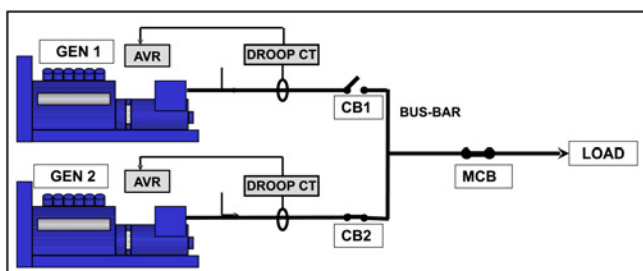 GEN 1
AVR
DROOP CT
CB1
BUS-BAR
GEN 2
AVR
DROOP CT
CB2
MCB
LOAD